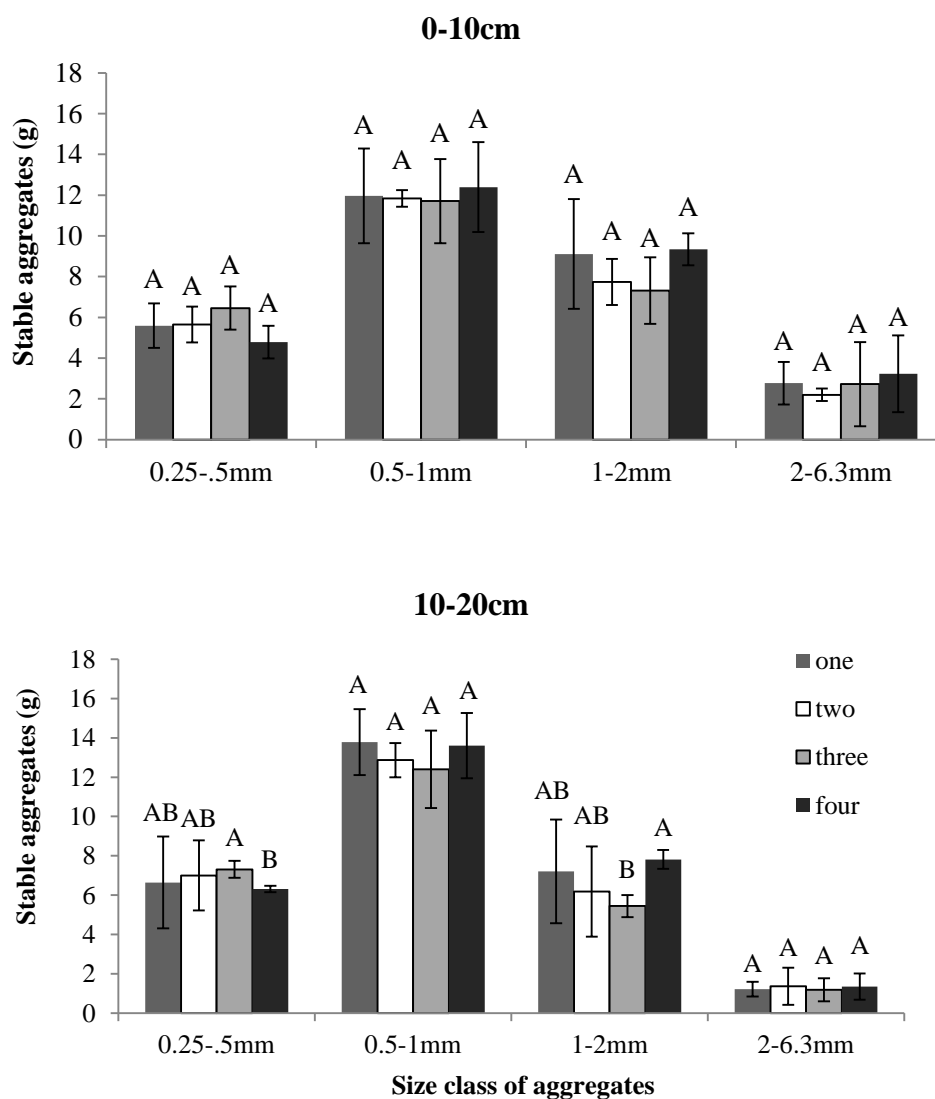 0-10cm
Stable aggregates (g)
18
16
14
12
10
8
6
4
2
0
A A A A
A A A A
A A A A
A A A A
0.25-.5mm 0.5-1mm 1-2mm 2-6.3mm
10-20cm
Stable aggregates (g)
18
16
14
12
10
8
6
4
2
0
AB AB A B
A A A A
AB AB B A
A A A A
one
two
three
four
0.25-.5mm 0.5-1mm 1-2mm 2-6.3mm
Size class of aggregates